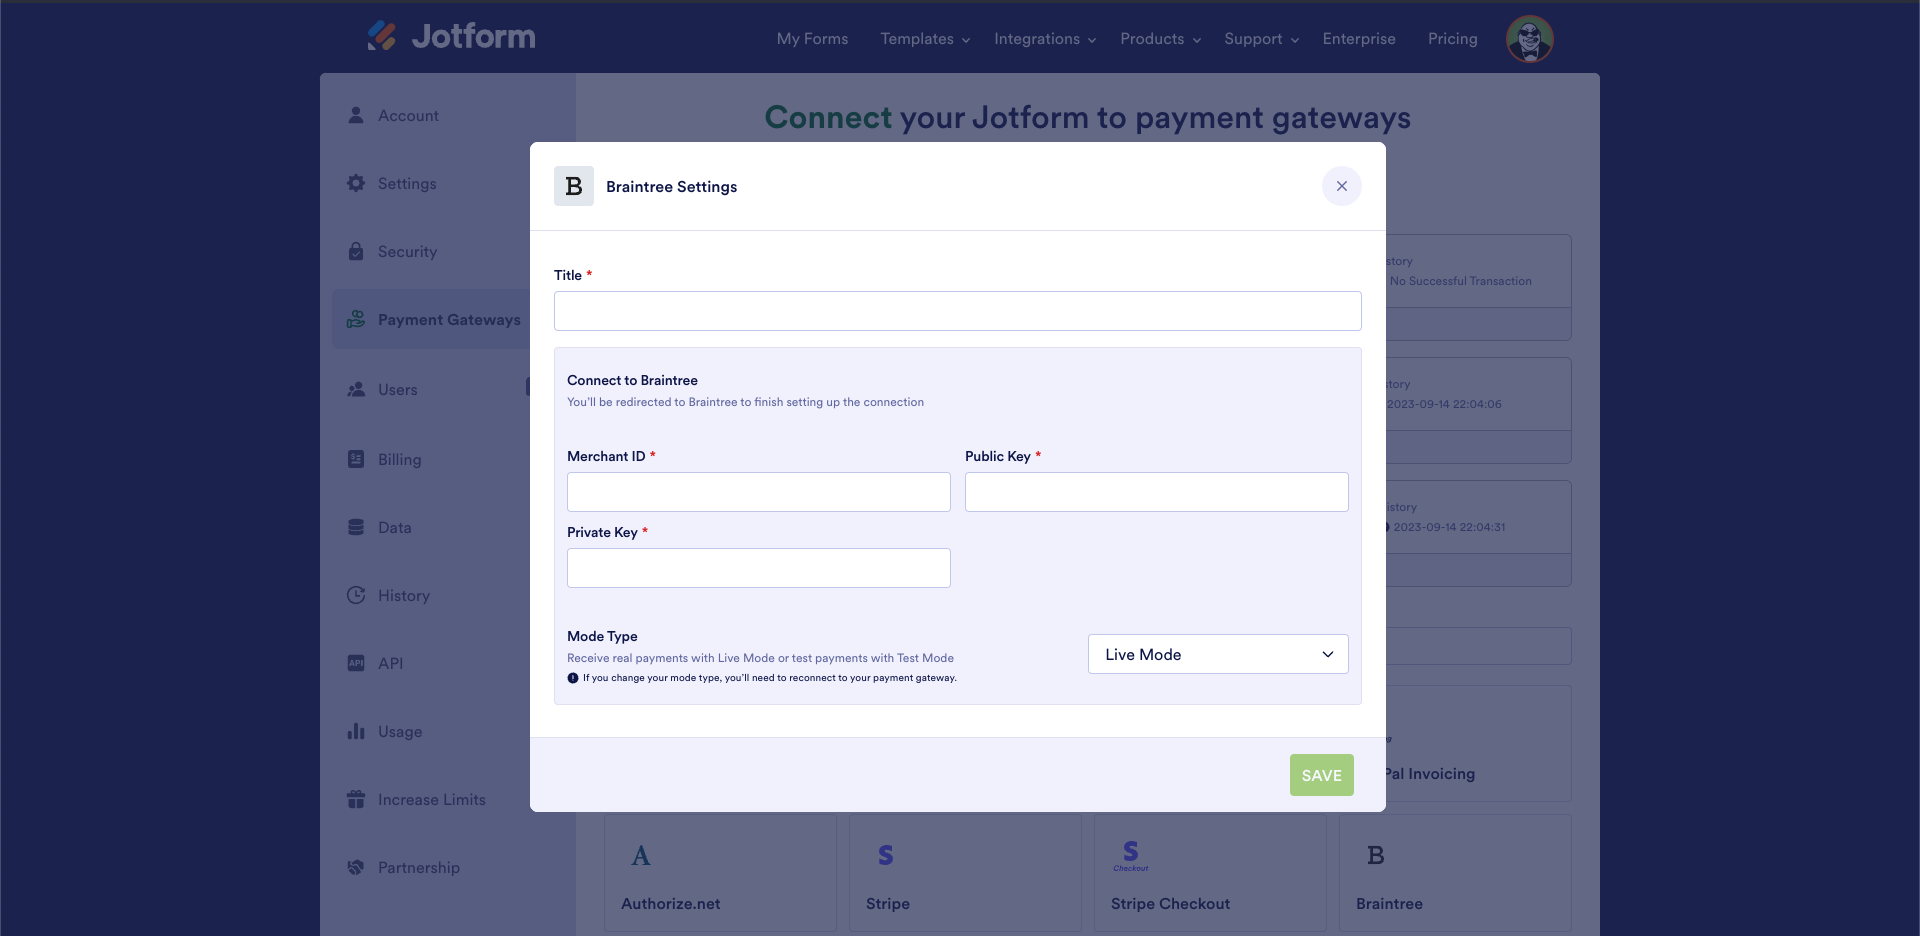 Jotform
My Forms Templates Integrations Products Support Enterprise Pricing
Account
Settings
Security
Payment Gateways
Users
Billing
Data
History
API
Usage
Increase Limits
Partnership
Connect your Jotform to payment gateways
B Braintree Settings
Title *
Connect to Braintree
You'll be redirected to Braintree to finish setting up the connection
Merchant ID * Public Key *
Private Key *
Mode Type
Receive real payments with Live Mode or test payments with Test Mode
If you change your mode type, you'll need to reconnect to your payment gateway.
Live Mode
SAVE
story
No Successful Transaction
story
2023-09-14 22:04:06
istory
2023-09-14 22:04:31
Pal Invoicing
A
Authorize.net
S
Stripe
S
Checkout
Stripe Checkout
B
Braintree